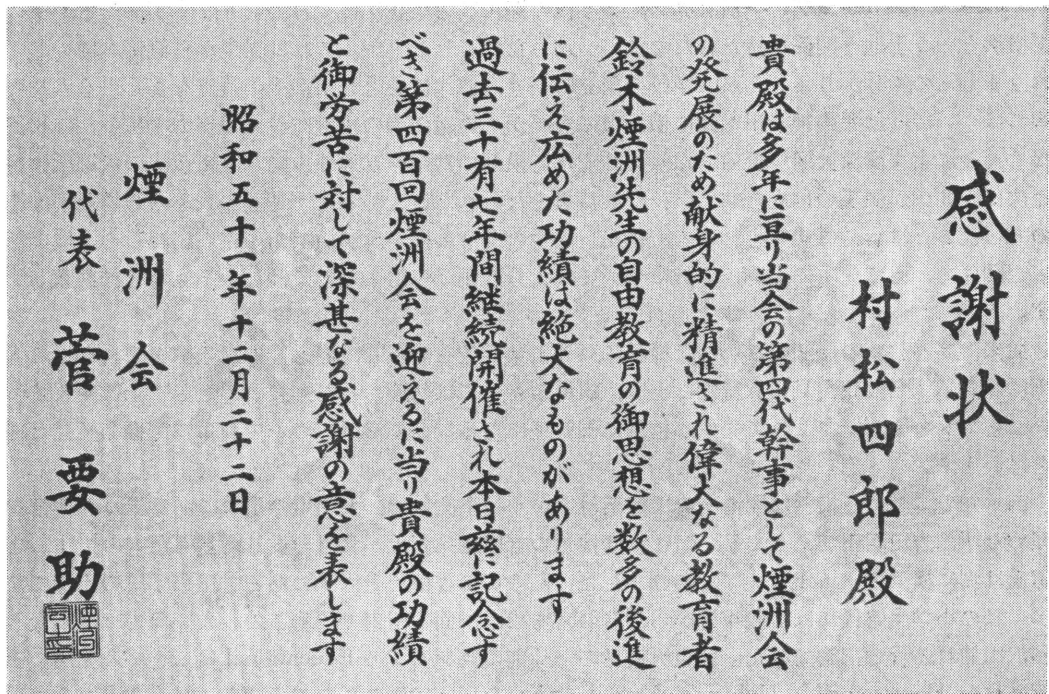 感謝状
村松四郎殿
貴殿は多年に亘り当会の第四代幹事として煙洲会
の発展のため献身的に精進され偉大なる教育者
鈴木煙洲先生の自由教育の御思想を数多の後進
に伝え広めた功績は絶大なものがあります
過去三十有七年間継続開催され本日玆に記念す
べき第四百回煙洲会を迎えるに当り貴殿の功績
と御労苦に対して深甚なる感謝の意を表します
昭和五十一年十二月二十二日
煙洲会
代表 菅要助